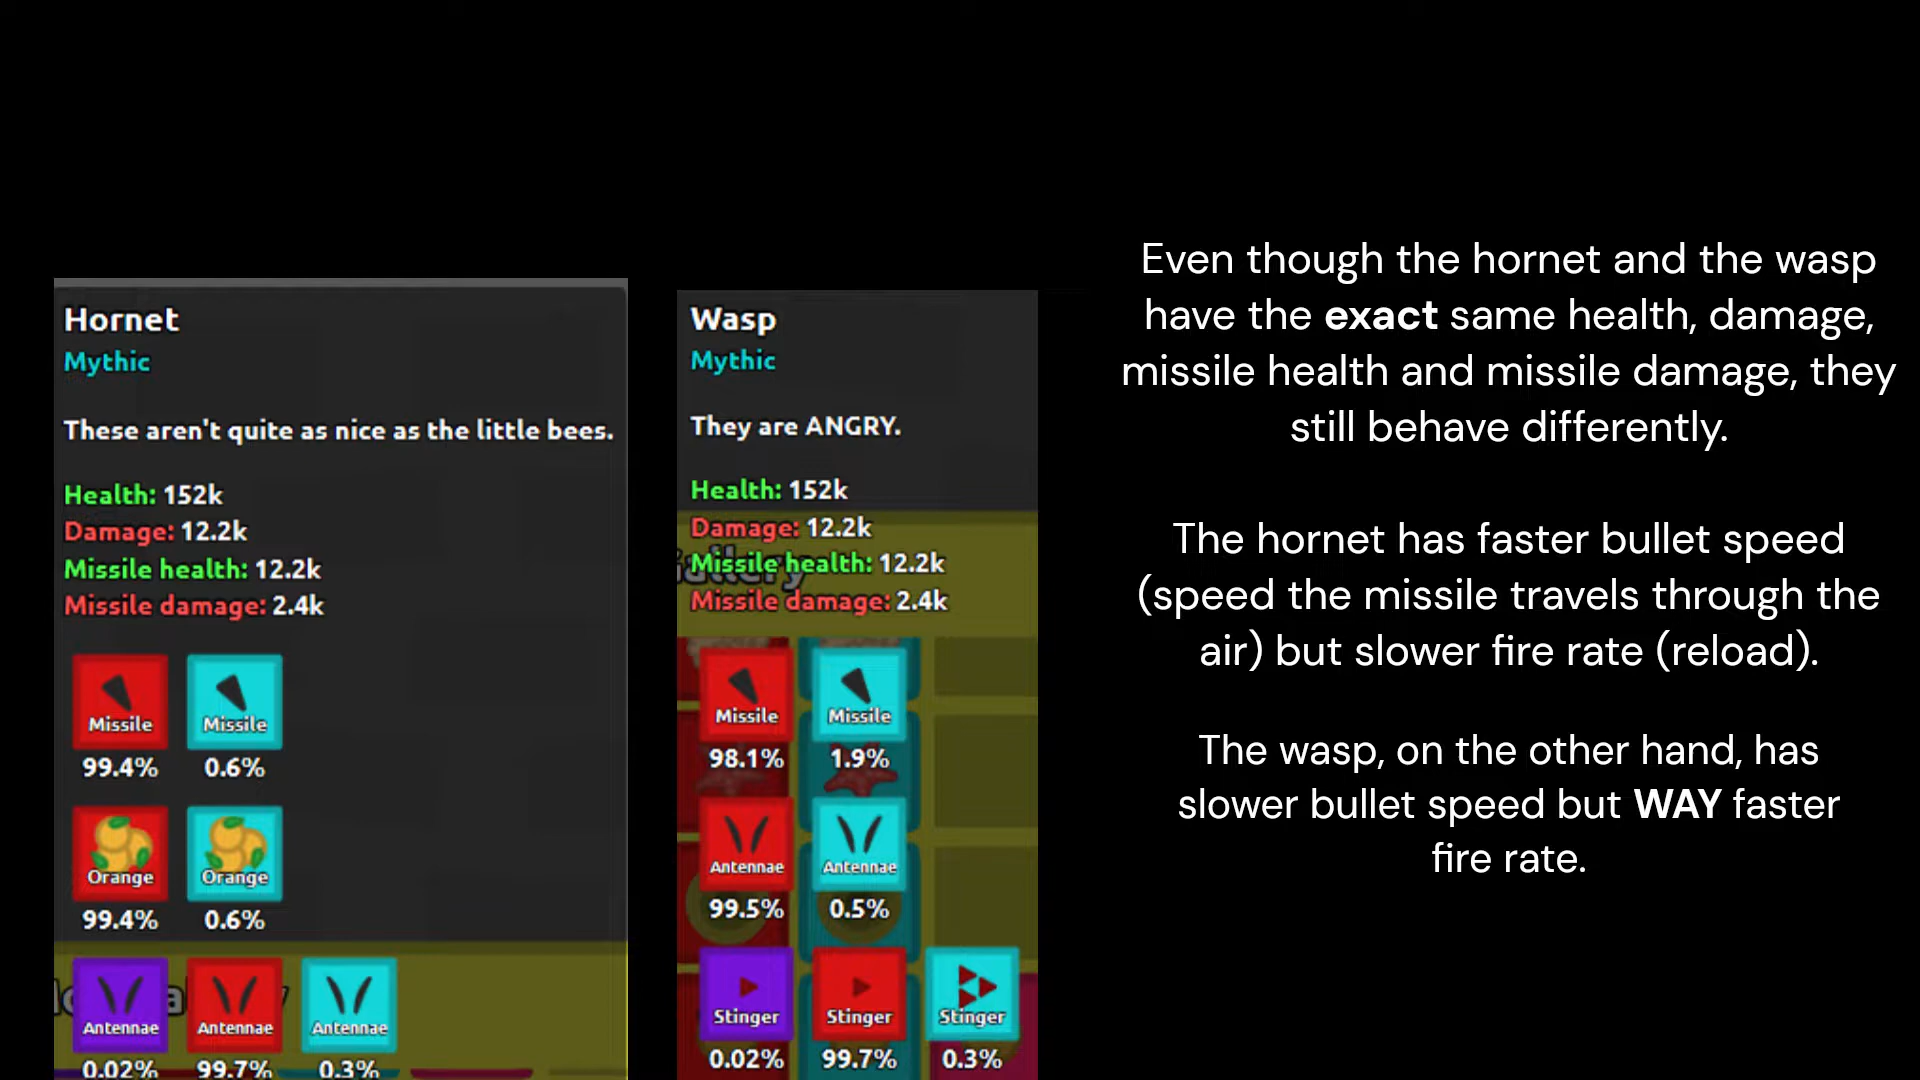 Hornet
Mythic
These aren't quite as nice as the little bees.
Health: 152k
Damage: 12.2k
Missile health: 12.2k
Missile damage: 2.4k
Missile Missile
99.4% 0.6%
Orange Orange
99.4% 0.6%
Antennae Antennae Antennae
0.02% 99.7% 0.3%
Wasp
Mythic
They are ANGRY.
Health: 152k
Damage: 12.2k
Gallery
Missile health: 12.2k
Missile damage: 2.4k
Missile Missile
98.1% 1.9%
Antennae Antennae
99.5% 0.5%
Stinger Stinger Stinger
0.02% 99.7% 0.3%
Even though the hornet and the wasp
have the exact same health, damage,
missile health and missile damage, they
still behave differently.
The hornet has faster bullet speed
(speed the missile travels through the
air) but slower fire rate (reload).
The wasp, on the other hand, has
slower bullet speed but WAY faster
fire rate.